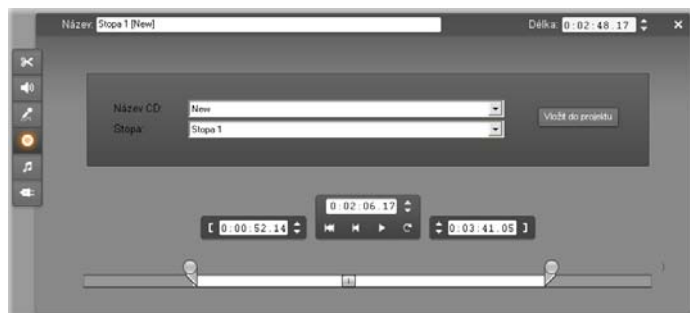 Název: Stopa 1 [New] Délka: 0:02:48.17
Název CD: New
Stopa: Stopa 1
Vložit do projektu
0:02:06.17
[ 0:00:52.14 0:03:41.05 ]